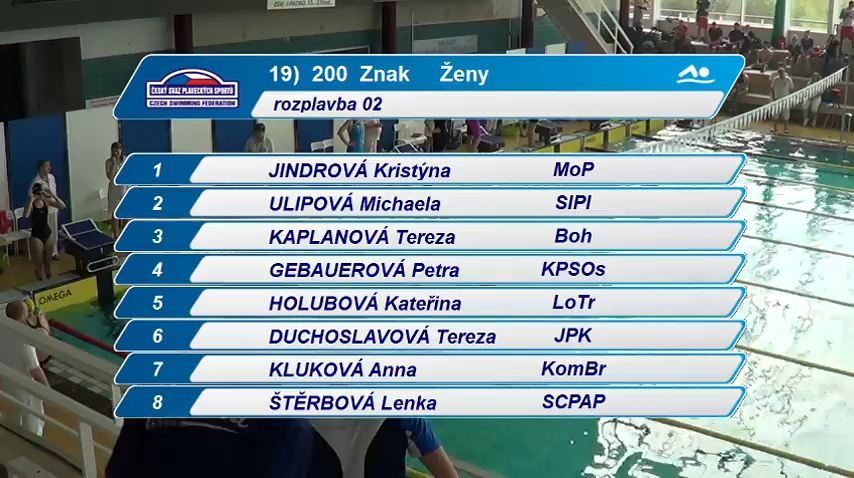 ČESKÝ SVAZ PLAVECKÝCH SPORTŮ
CZECH SWIMMING FEDERATION
19) 200 Znak Ženy
rozplavba 02
1 JINDROVÁ Kristýna MoP
2 ULIPOVÁ Michaela SlPl
3 KAPLANOVÁ Tereza Boh
4 GEBAUEROVÁ Petra KPSOs
5 HOLUBOVÁ Kateřina LoTr
6 DUCHOSLAVOVÁ Tereza JPK
7 KLUKOVÁ Anna KomBr
8 ŠTĚRBOVÁ Lenka SCPAP
OMEGA